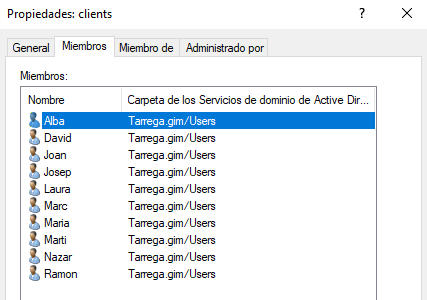 Propiedades: clients
General Miembros Miembro de Administrado por
Miembros:
Nombre Carpeta de los Servicios de dominio de Active Dir...
Alba Tarrega.gim/Users
David Tarrega.gim/Users
Joan Tarrega.gim/Users
Josep Tarrega.gim/Users
Laura Tarrega.gim/Users
Marc Tarrega.gim/Users
Maria Tarrega.gim/Users
Marti Tarrega.gim/Users
Nazar Tarrega.gim/Users
Ramon Tarrega.gim/Users